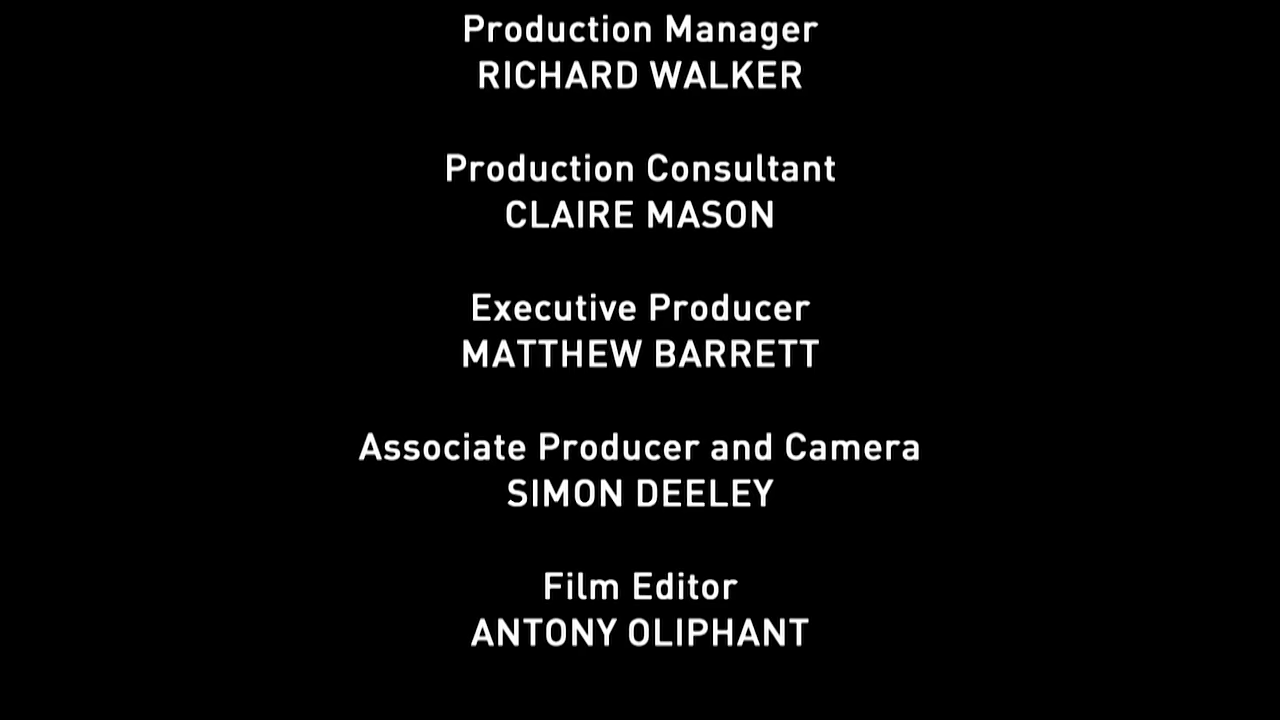 Production Manager
RICHARD WALKER
Production Consultant
CLAIRE MASON
Executive Producer
MATTHEW BARRETT
Associate Producer and Camera
SIMON DEELEY
Film Editor
ANTONY OLIPHANT